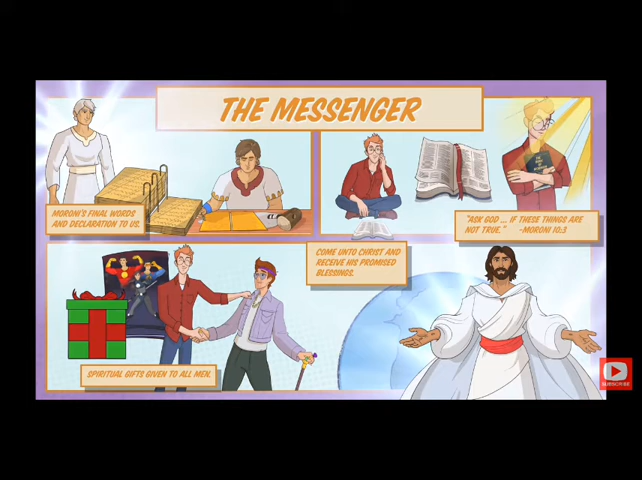 THE MESSENGER
MORONI'S FINAL WORDS
AND DECLARATION TO US.
"ASK GOD ... IF THESE THINGS ARE
NOT TRUE."   -MORONI 10:3
COME UNTO CHRIST AND
RECEIVE HIS PROMISED
BLESSINGS.
SPIRITUAL GIFTS GIVEN TO ALL MEN.
SUBSCRIBE